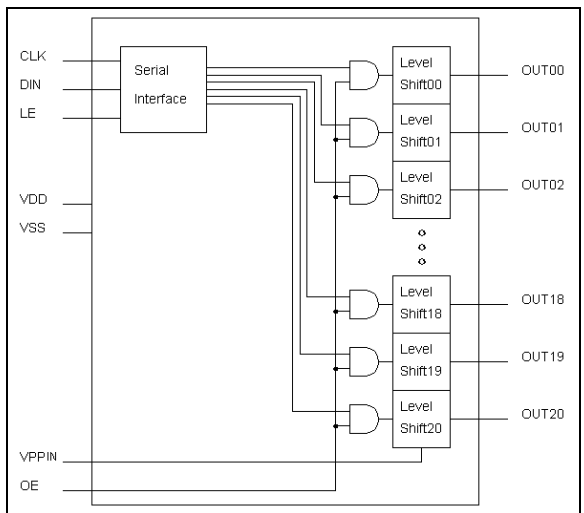 CLK
DIN
LE
VDD
VSS
VPPIN
OE
Serial
Interface
Level
Shift00
Level
Shift01
Level
Shift02
Level
Shift18
Level
Shift19
Level
Shift20
OUT00
OUT01
OUT02
OUT18
OUT19
OUT20